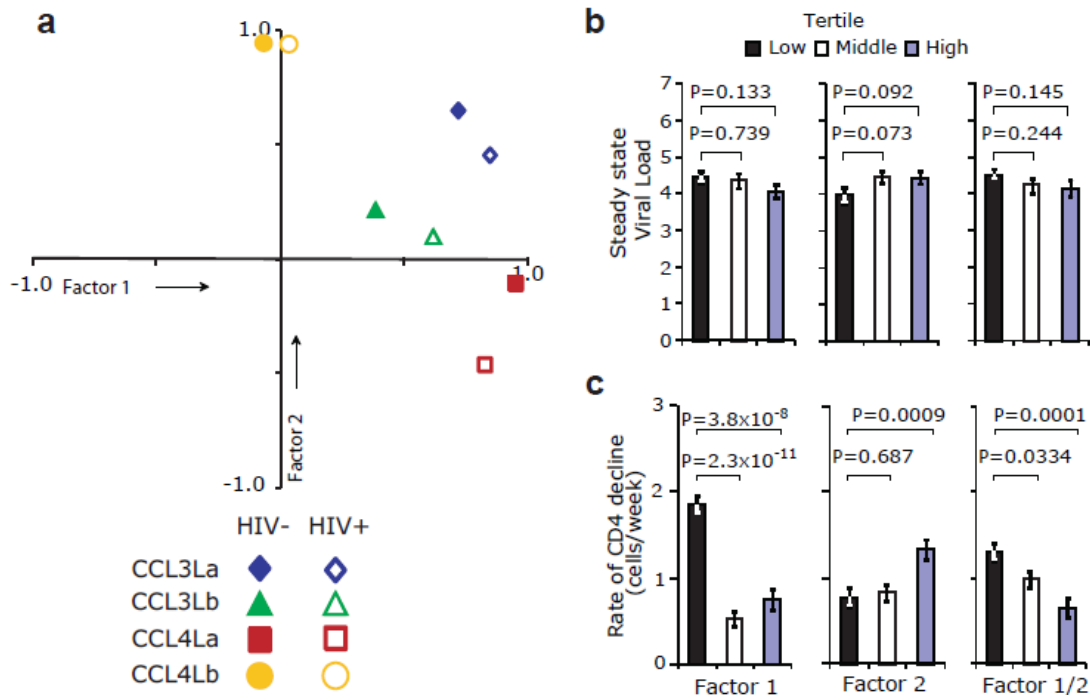 a
1.0
-1.0
1.0
Factor 1
Factor 2
-1.0
HIV- HIV+
CCL3La
CCL3Lb
CCL4La
CCL4Lb
b
Tertile
Low Middle High
Steady state
Viral Load
7
6
5
4
3
2
1
0
P=0.133
P=0.739
P=0.092
P=0.073
P=0.145
P=0.244
c
Rate of CD4 decline
(cells/week)
3
2
1
0
P=3.8x10-8
P=2.3x10-11
P=0.0009
P=0.687
P=0.0001
P=0.0334
Factor 1 Factor 2 Factor 1/2